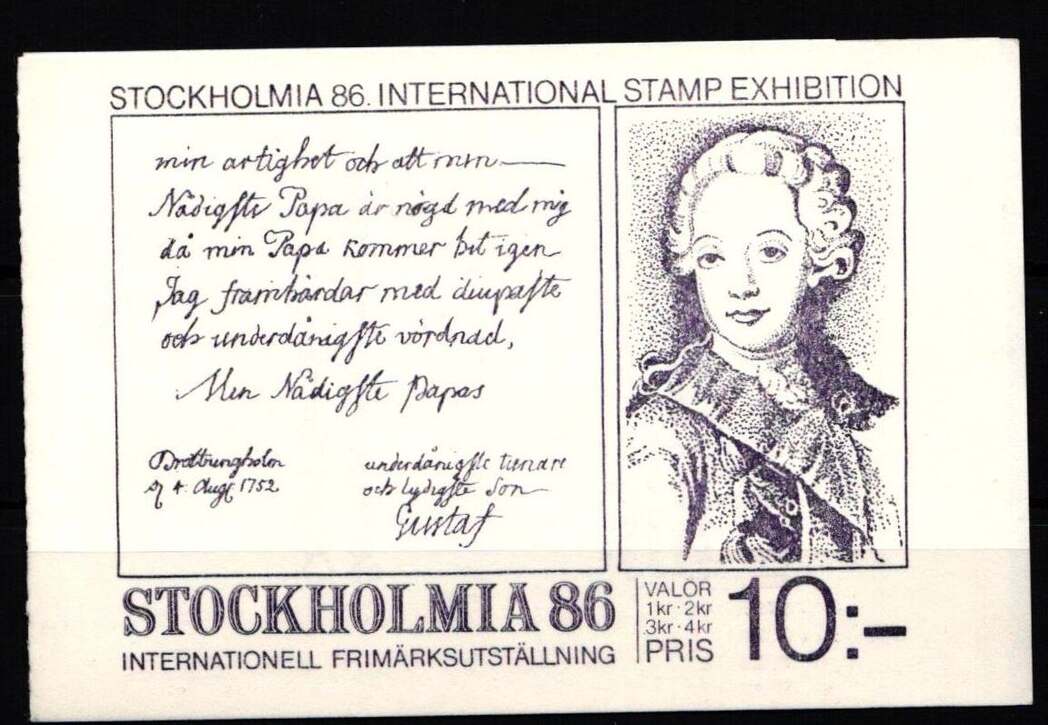 STOCKHOLMIA 86. INTERNATIONAL STAMP EXHIBITION
min artighet och att min
Nådigste Papa är nögd med mig
då min Papa kommer hit igen
Jag framhärdar med diupaste
och underdånigste vördnad,
Min Nådigste Papas
Drottningholm
d 4. Aug 1752
underdånigste tienare
och lydigste Son
Gustaf
STOCKHOLMIA 86
INTERNATIONELL FRIMÄRKSUTSTÄLLNING
VALÖR
1kr · 2kr
3kr · 4kr
PRIS
10:-